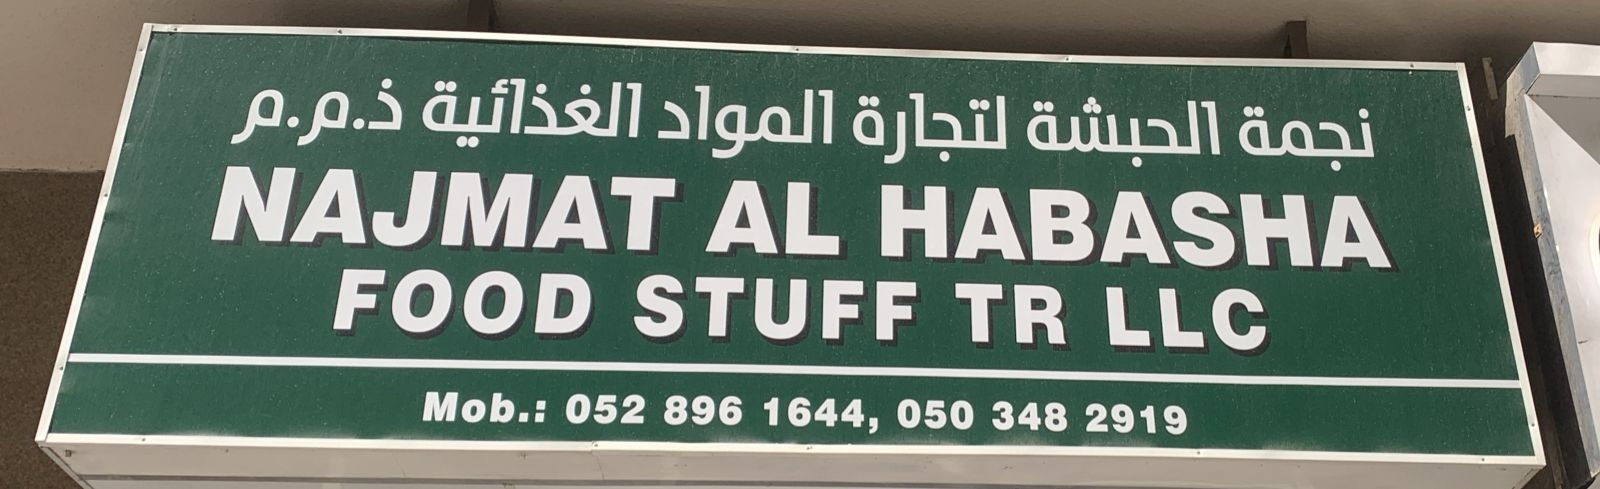 نجمة الحبشة لتجارة المواد الغذائية ذ.م.م
NAJMAT AL HABASHA
FOOD STUFF TR LLC
Mob.: 052 896 1644, 050 348 2919